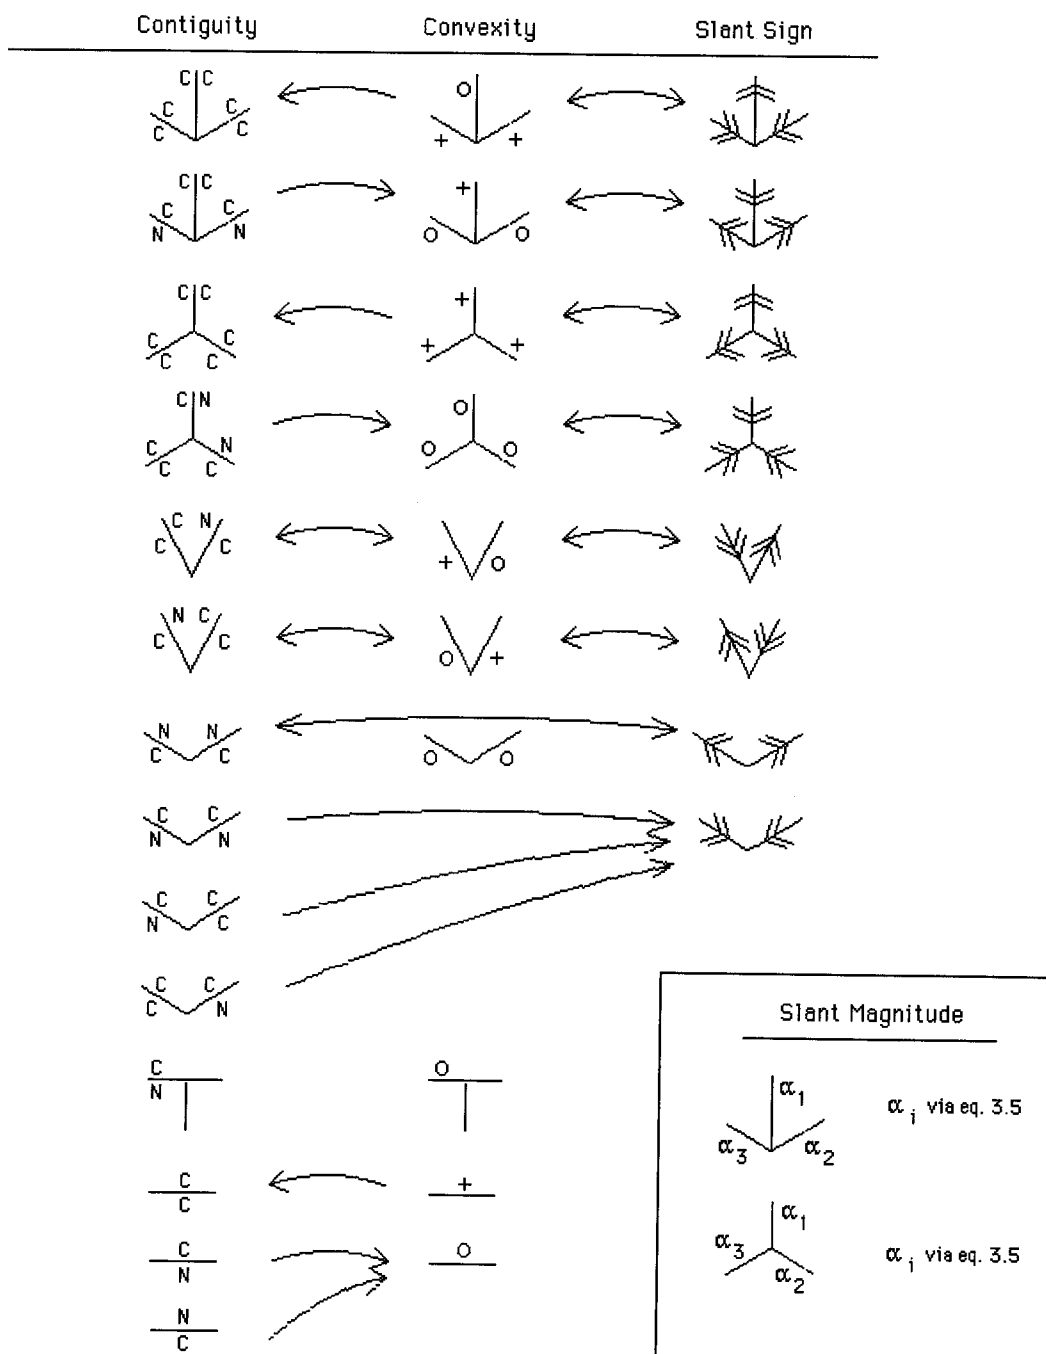 Contiguity Convexity Slant Sign
C C O
C C C C + +
C C +
C C N N O O
C C +
C C C C + +
C N O
C N C C C O O
C N C C + O
N C C C O +
N N C C O O
C C N N
C C N C
C C C N
C O
N
C +
C
C O
N
N
C
Slant Magnitude
α1 αi via eq. 3.5
α3 α2
α1
α3 αi via eq. 3.5
α2